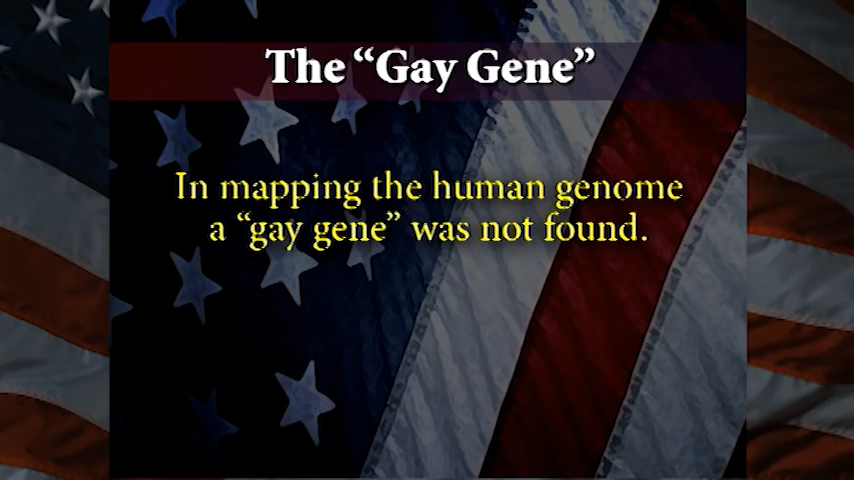 The “Gay Gene”
In mapping the human genome
a “gay gene” was not found.